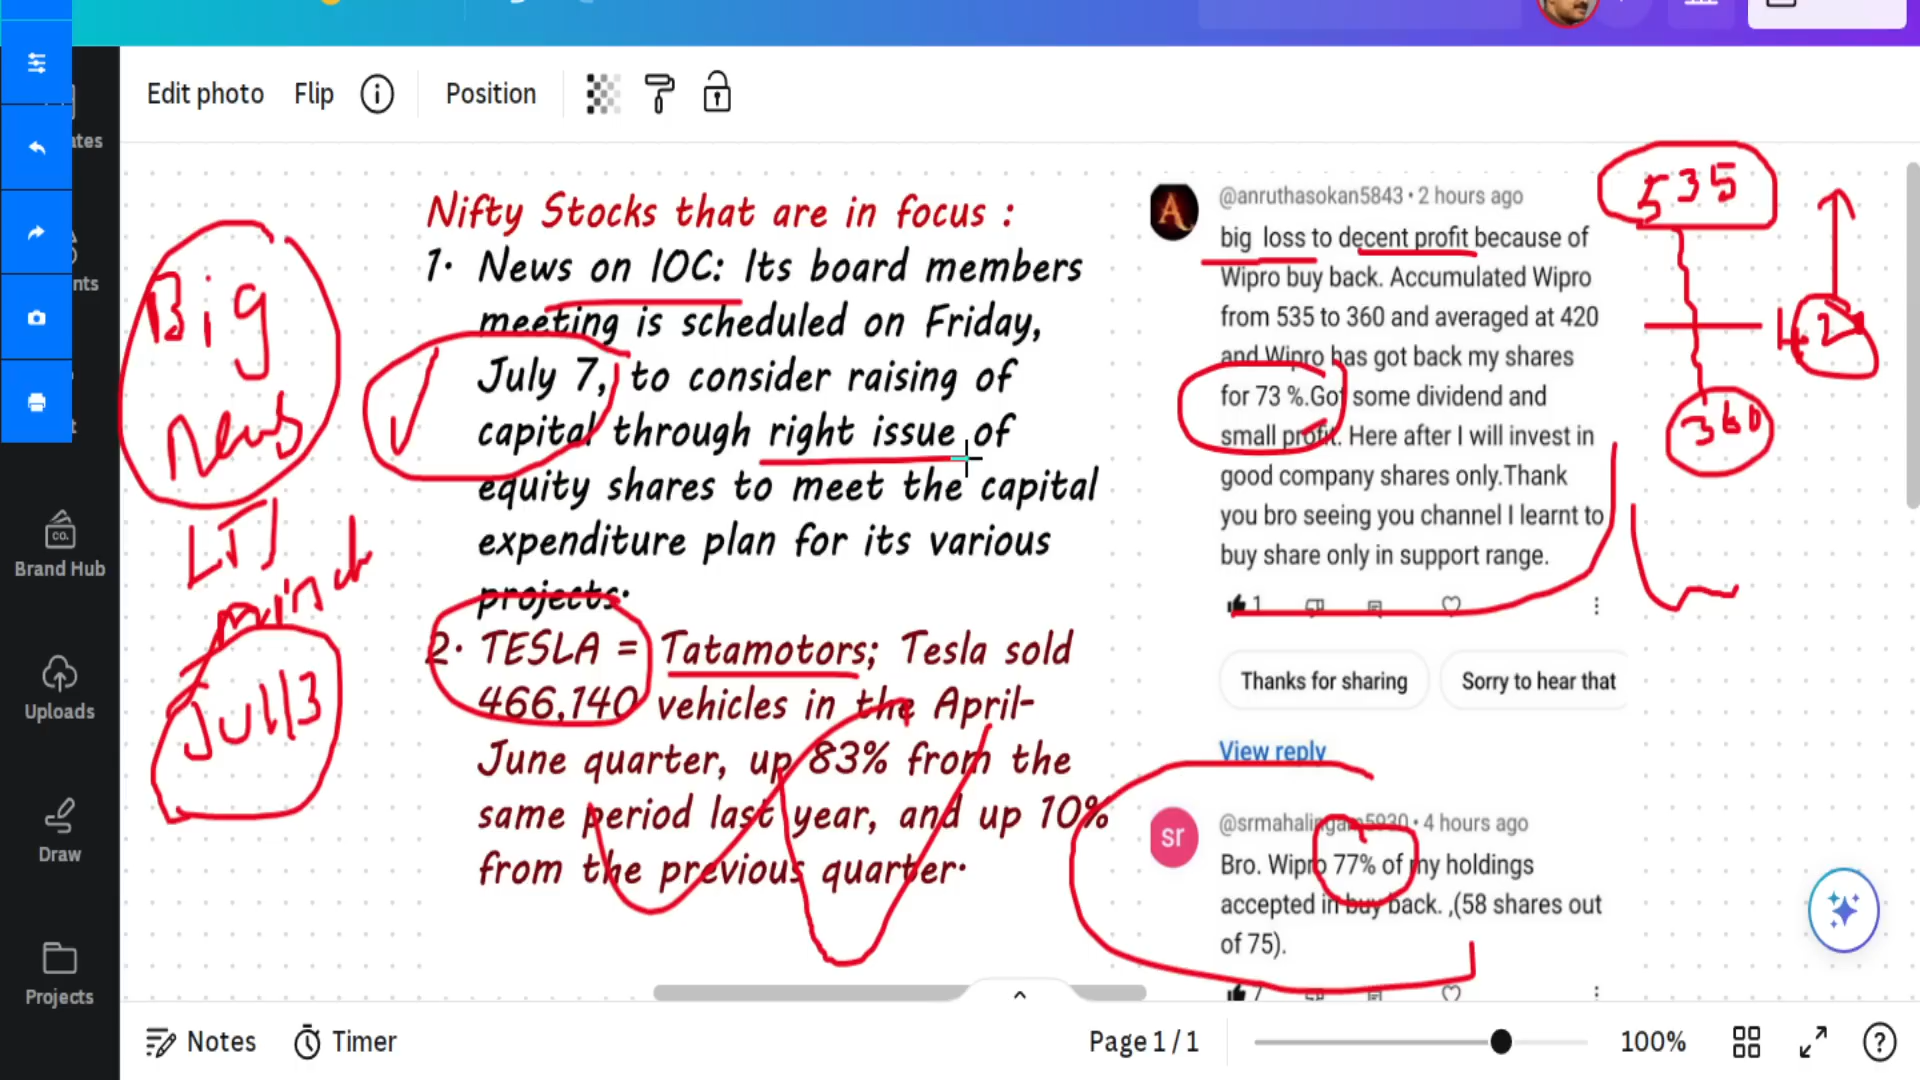 Edit photo Flip Position
Nifty Stocks that are in focus :
1. News on IOC: Its board members
meeting is scheduled on Friday,
July 7, to consider raising of
capital through right issue of
equity shares to meet the capital
expenditure plan for its various
projects.
2. TESLA = Tatamotors; Tesla sold
466,140 vehicles in the April-
June quarter, up 83% from the
same period last year, and up 10%
from the previous quarter.
Big
News
LTI
mind
Jul13
@anruthasokan5843 • 2 hours ago
big loss to decent profit because of
Wipro buy back. Accumulated Wipro
from 535 to 360 and averaged at 420
and Wipro has got back my shares
for 73 %.Got some dividend and
small profit. Here after I will invest in
good company shares only.Thank
you bro seeing you channel I learnt to
buy share only in support range.
1
Thanks for sharing Sorry to hear that
View reply
sr
@srmahalingam5930 • 4 hours ago
Bro. Wipro 77% of my holdings
accepted in buy back. ,(58 shares out
of 75).
7
535
360
Brand Hub
Uploads
Draw
Projects
Notes Timer Page 1 / 1 100%